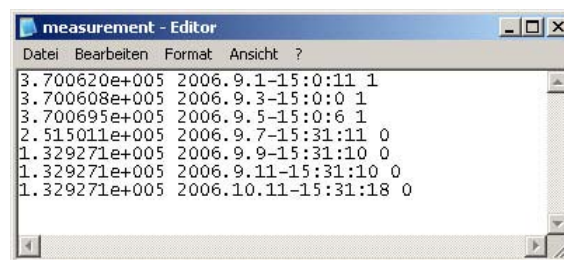 measurement - Editor
Datei Bearbeiten Format Ansicht ?
3.700620e+005 2006.9.1-15:0:11 1
3.700608e+005 2006.9.3-15:0:0 1
3.700695e+005 2006.9.5-15:0:6 1
2.515011e+005 2006.9.7-15:31:11 0
1.329271e+005 2006.9.9-15:31:10 0
1.329271e+005 2006.9.11-15:31:10 0
1.329271e+005 2006.10.11-15:31:18 0